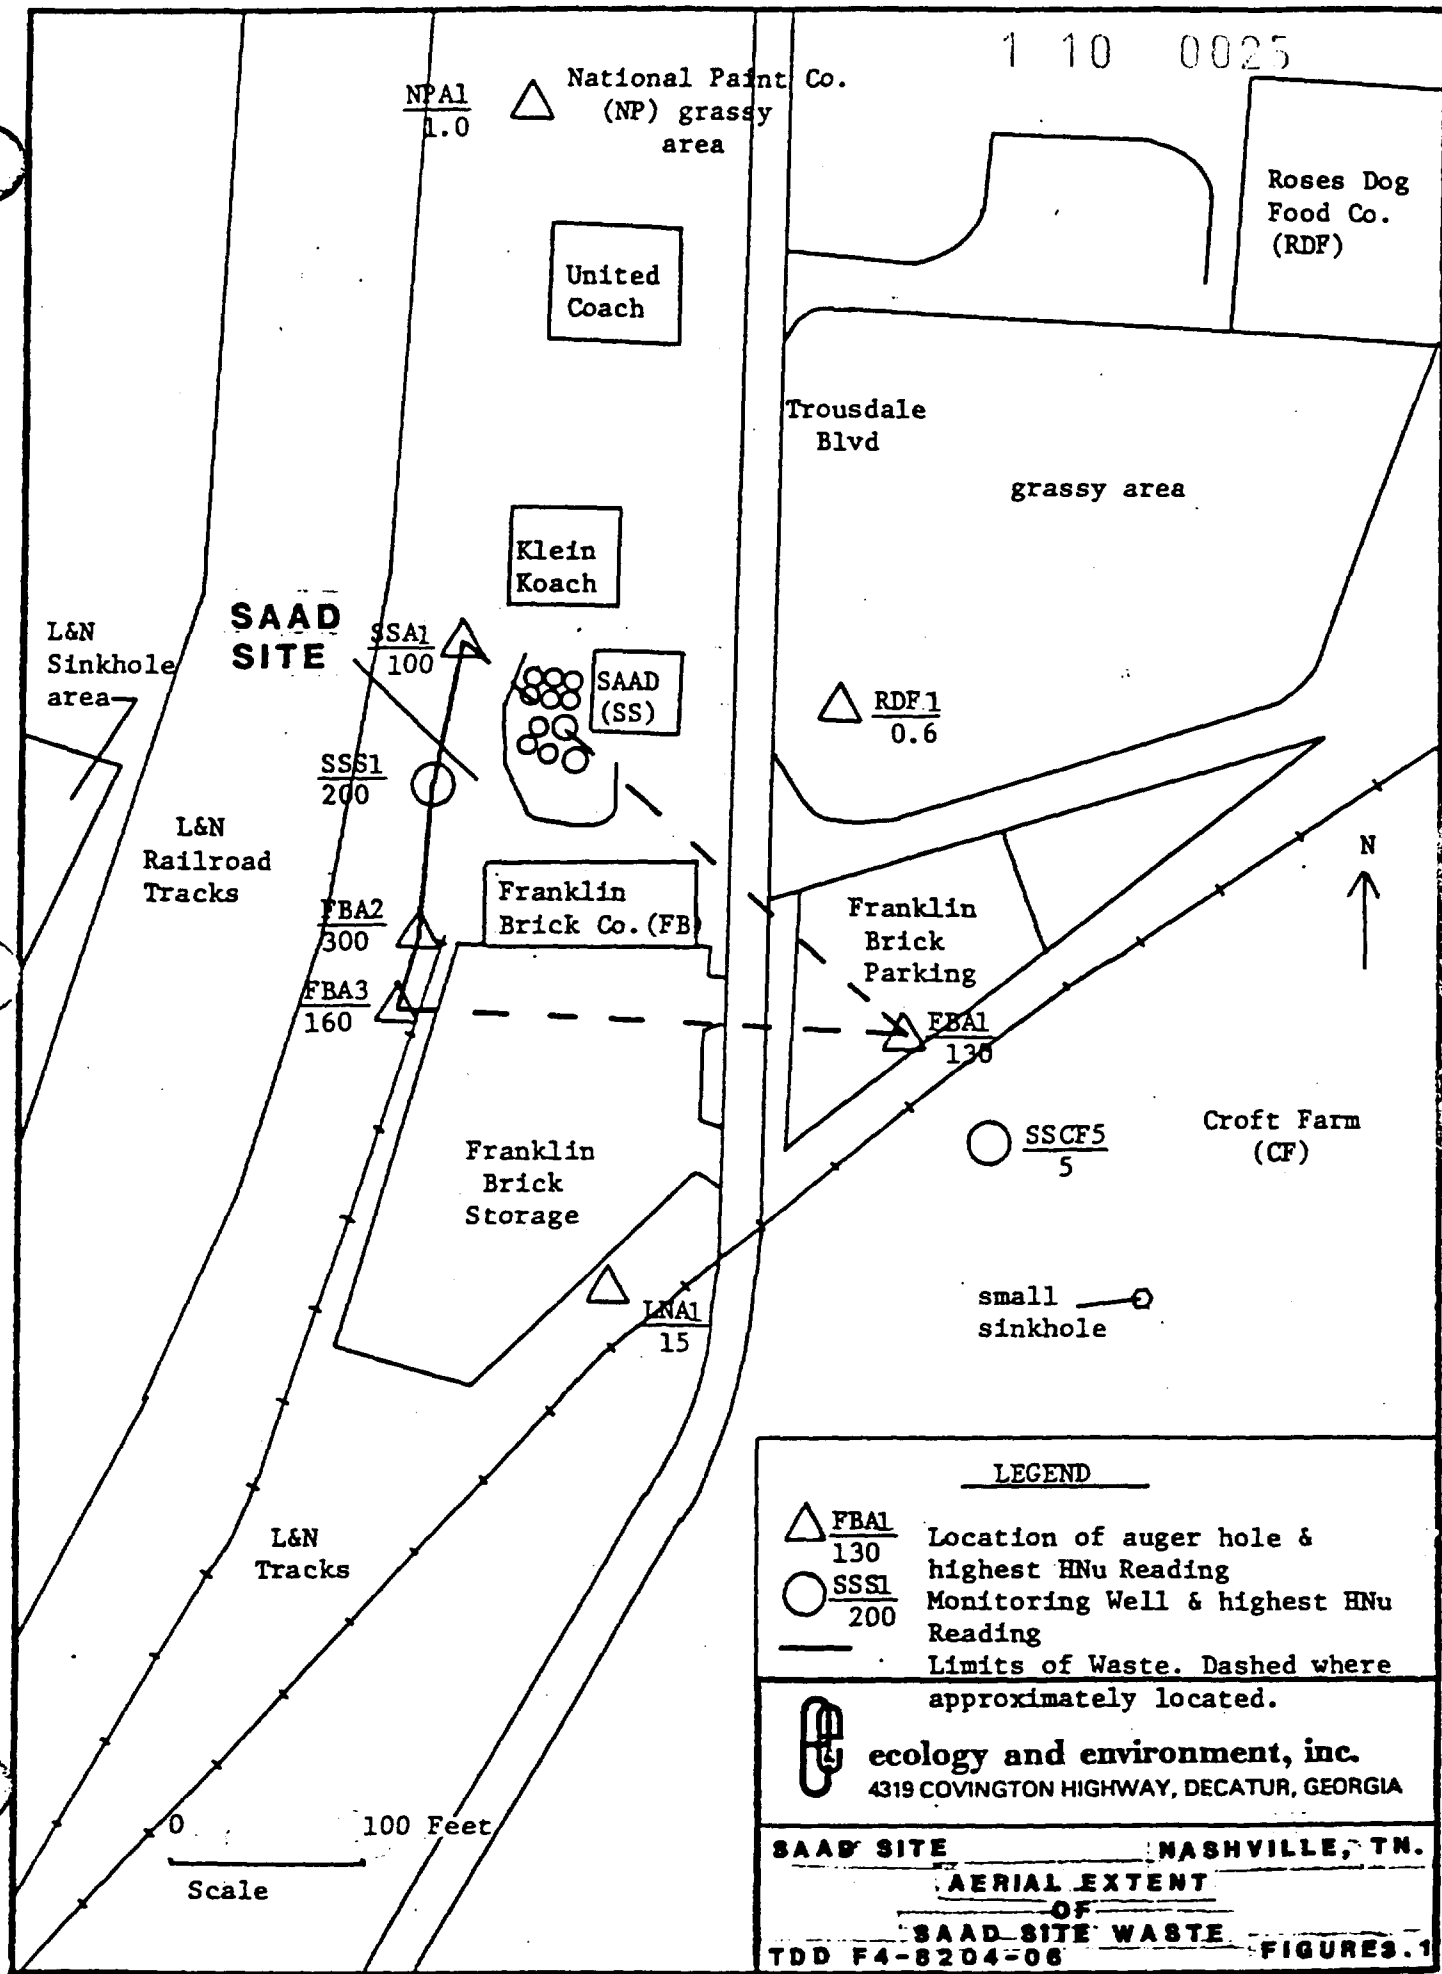 1 10 0025
NPA1
1.0
National Paint Co.
(NP) grassy
area
Roses Dog
Food Co.
(RDF)
United
Coach
Trousdale
Blvd
grassy area
Klein
Koach
SAAD
SITE
L&N
Sinkhole
area
SSA1
100
SAAD
(SS)
RDF1
0.6
SSS1
200
L&N
Railroad
Tracks
N
FBA2
300
Franklin
Brick Co.(FB)
Franklin
Brick
Parking
FBA3
160
FBA1
130
SSCF5
5
Croft Farm
(CF)
Franklin
Brick
Storage
small
sinkhole
LNA1
15
LEGEND
FBA1
130
Location of auger hole &
highest HNu Reading
SSS1
200
Monitoring Well & highest HNu
Reading
Limits of Waste. Dashed where
approximately located.
L&N
Tracks
ecology and environment, inc.
4319 COVINGTON HIGHWAY, DECATUR, GEORGIA
0 100 Feet
Scale
SAAD SITE NASHVILLE, TN.
AERIAL EXTENT
OF
SAAD SITE WASTE
TDD F4-8204-06 FIGURE3.1